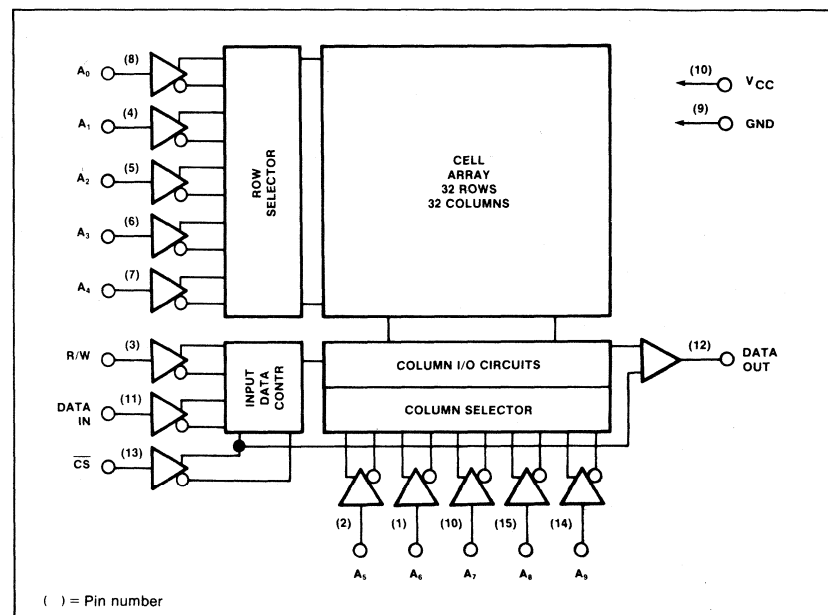 A0 (8)
A1 (4)
A2 (5)
A3 (6)
A4 (7)
ROW
SELECTOR
CELL
ARRAY
32 ROWS
32 COLUMNS
(10) VCC
(9) GND
R/W (3)
DATA
IN (11)
CS (13)
INPUT
DATA
CONTR
COLUMN I/O CIRCUITS
COLUMN SELECTOR
(12) DATA
OUT
(2) (1) (10) (15) (14)
A5 A6 A7 A8 A9
( ) = Pin number